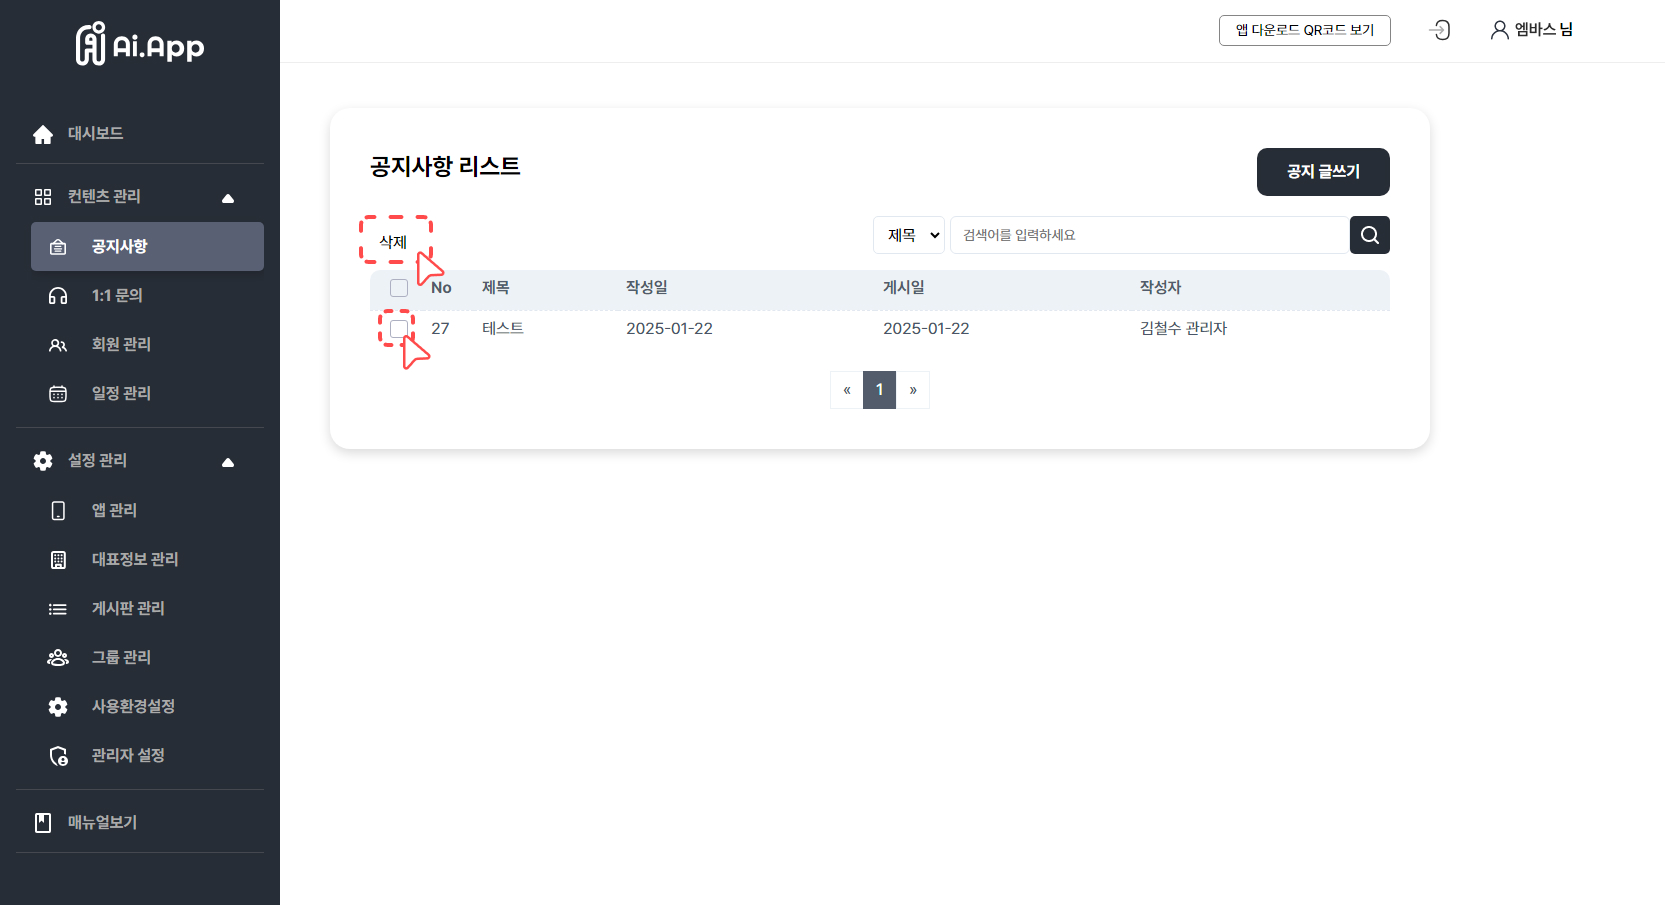 Ai.App
앱 다운로드 QR코드 보기
엠바스 님
대시보드
컨텐츠 관리
공지사항
1:1 문의
회원 관리
일정 관리
설정 관리
앱 관리
대표정보 관리
게시판 관리
그룹 관리
사용환경설정
관리자 설정
매뉴얼보기
공지사항 리스트
공지 글쓰기
삭제
제목
검색어를 입력하세요
No 제목 작성일 게시일 작성자
27 테스트 2025-01-22 2025-01-22 김철수 관리자
« 1 »